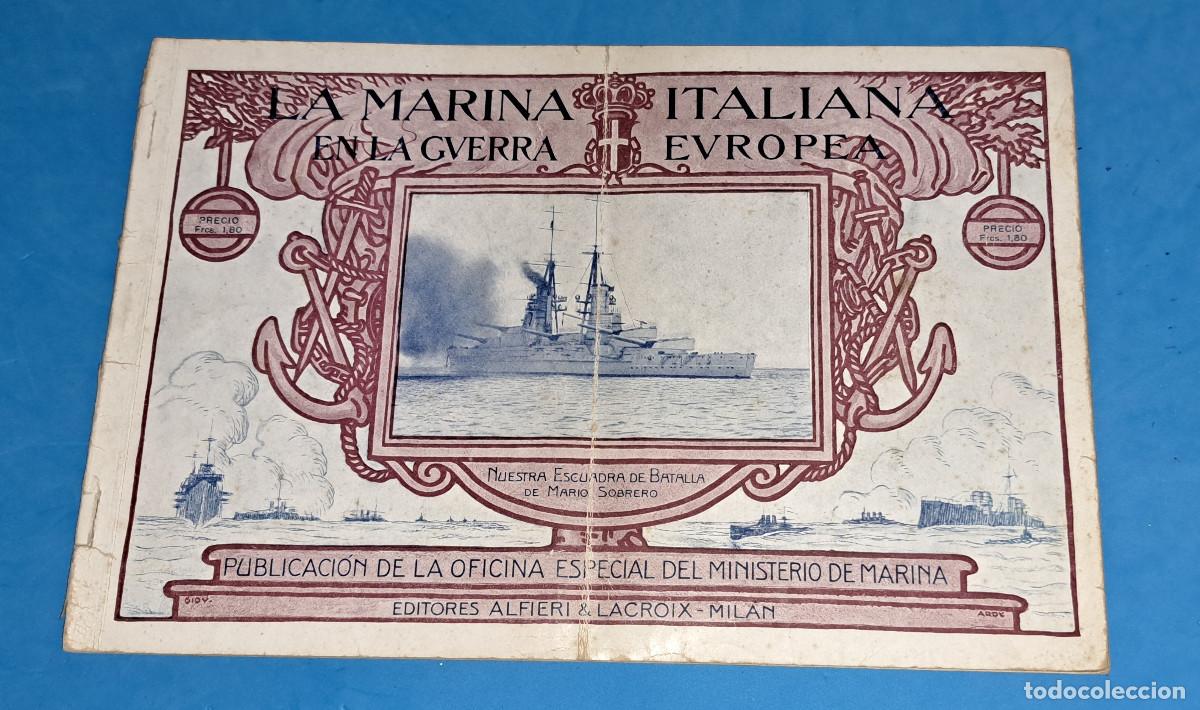 LA MARINA ITALIANA
EN LA GVERRA EVROPEA
PRECIO
Frcs. 1,80
PRECIO
Frcs. 1,80
NUESTRA ESCUADRA DE BATALLA
DE MARIO SOBRERO
PUBLICACIÓN DE LA OFICINA ESPECIAL DEL MINISTERIO DE MARINA
EDITORES ALFIERI & LACROIX - MILAN
todocoleccion